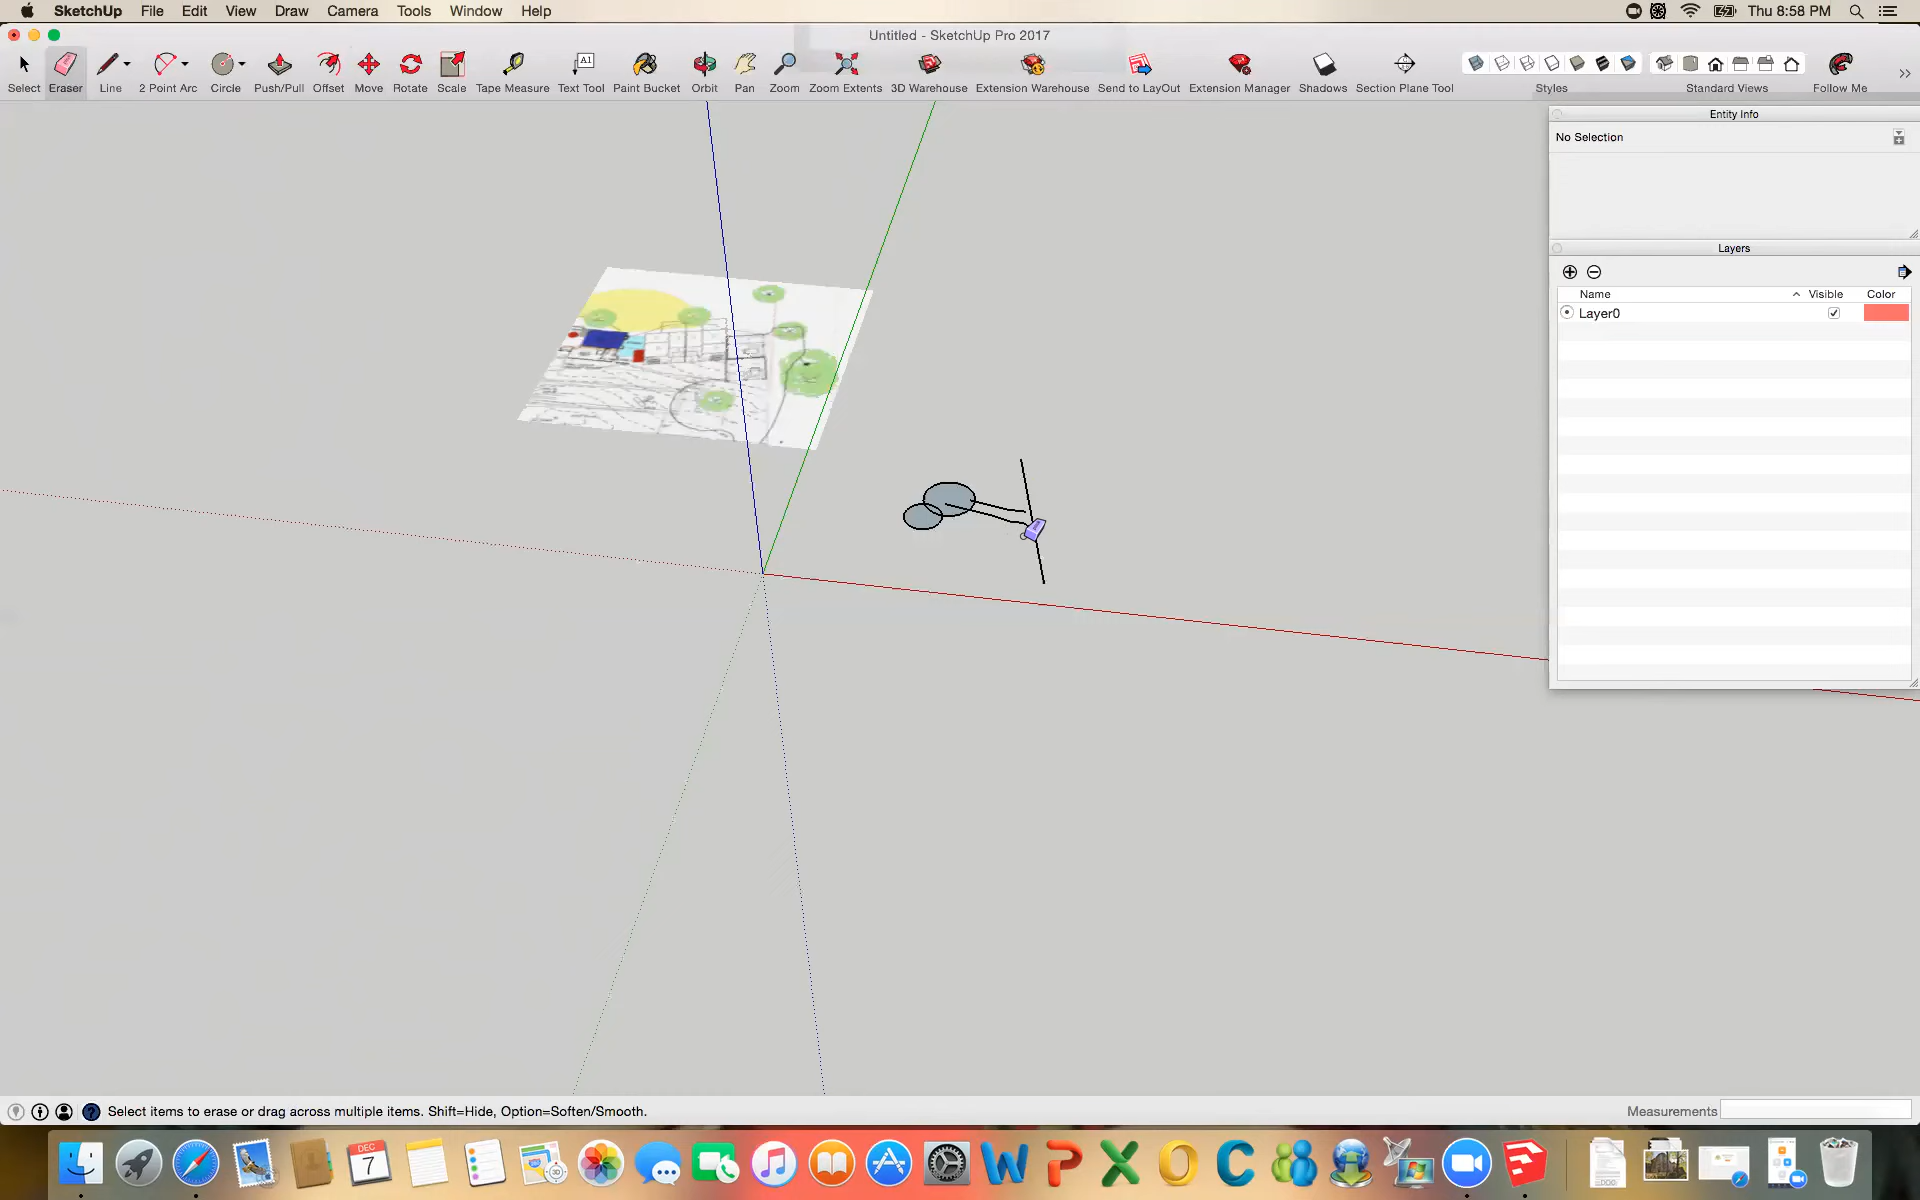 SketchUp File Edit View Draw Camera Tools Window Help Thu 8:58 PM
Untitled - SketchUp Pro 2017
A1
Select Eraser Line 2 Point Arc Circle Push/Pull Offset Move Rotate Scale Tape Measure Text Tool Paint Bucket Orbit Pan Zoom Zoom Extents 3D Warehouse Extension Warehouse Send to LayOut Extension Manager Shadows Section Plane Tool Styles Standard Views Follow Me
Entity Info
No Selection
Layers
Name Visible Color
Layer0
Select items to erase or drag across multiple items. Shift=Hide, Option=Soften/Smooth.
Measurements
DEC
7